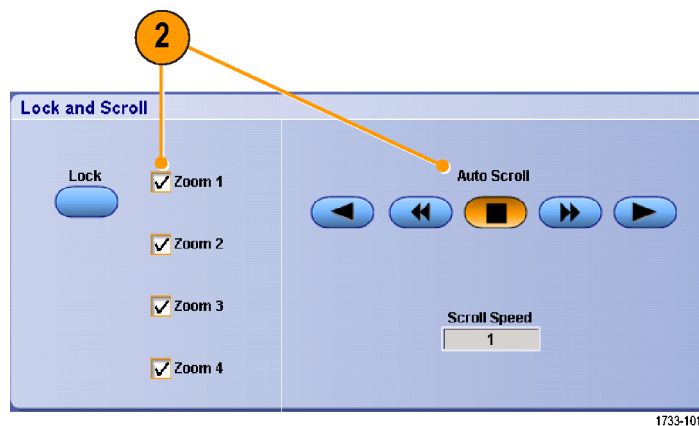 2
Lock and Scroll
Lock
Zoom 1
Zoom 2
Zoom 3
Zoom 4
Auto Scroll
Scroll Speed
1
1733-101